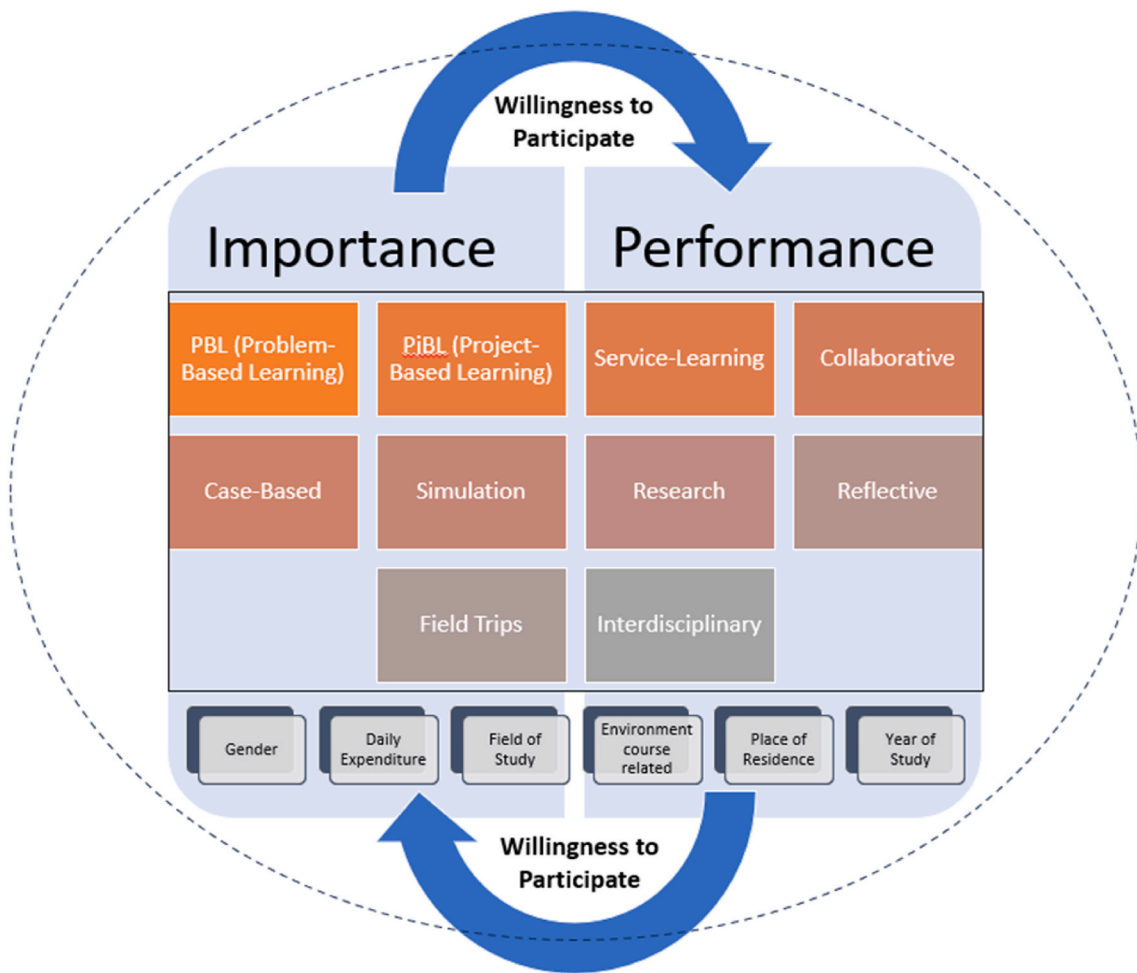 Willingness to
Participate
Importance
Performance
PBL (Problem-
Based Learning)
PjBL (Project-
Based Learning)
Service-Learning
Collaborative
Case-Based
Simulation
Research
Reflective
Field Trips
Interdisciplinary
Gender
Daily
Expenditure
Field of
Study
Environment
course
related
Place of
Residence
Year of
Study
Willingness to
Participate